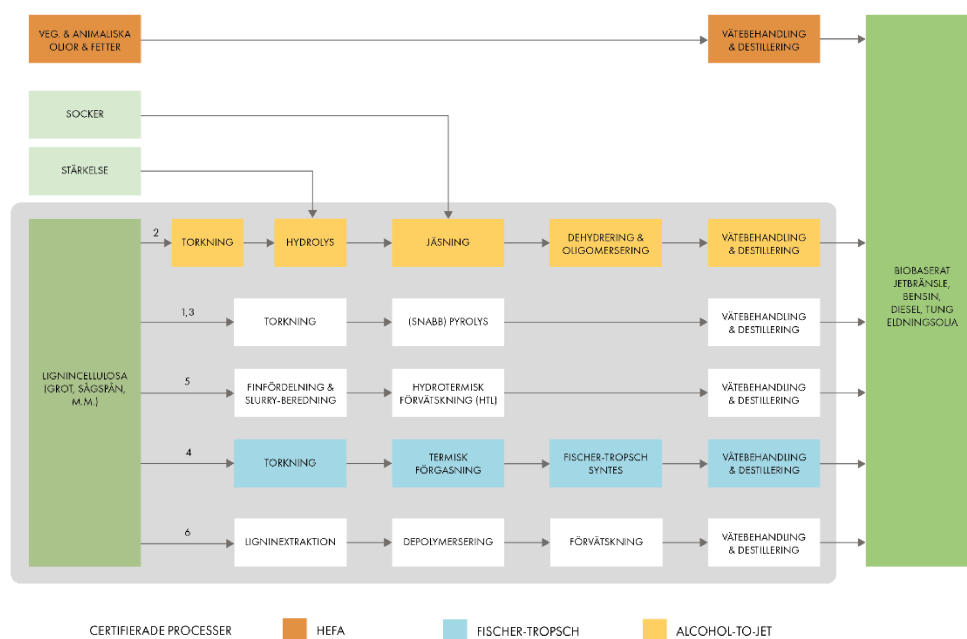 VEG. & ANIMALISKA
OLJOR & FETTER
VÄTEBEHANDLING
& DESTILLERING
SOCKER
STÄRKELSE
2
TORKNING
HYDROLYS
JÄSNING
DEHYDRERING &
OLIGOMERSERING
VÄTEBEHANDLING
& DESTILLERING
1,3
TORKNING
(SNABB) PYROLYS
VÄTEBEHANDLING
& DESTILLERING
LIGNINCELLULOSA
(GROT, SÅGSPÅN,
M.M.)
5
FINFÖRDELNING &
SLURRY-BEREDNING
HYDROTERMISK
FÖRVÄTSKNING (HTL)
VÄTEBEHANDLING
& DESTILLERING
4
TORKNING
TERMISK
FÖRGASNING
FISCHER-TROPSCH
SYNTES
VÄTEBEHANDLING
& DESTILLERING
6
LIGNINEXTRAKTION
DEPOLYMERSERING
FÖRVÄTSKNING
VÄTEBEHANDLING
& DESTILLERING
BIOBASERAT
JETBRÄNSLE,
BENSIN,
DIESEL, TUNG
ELDNINGSOLJA
CERTIFIERADE PROCESSER
HEFA
FISCHER-TROPSCH
ALCOHOL-TO-JET